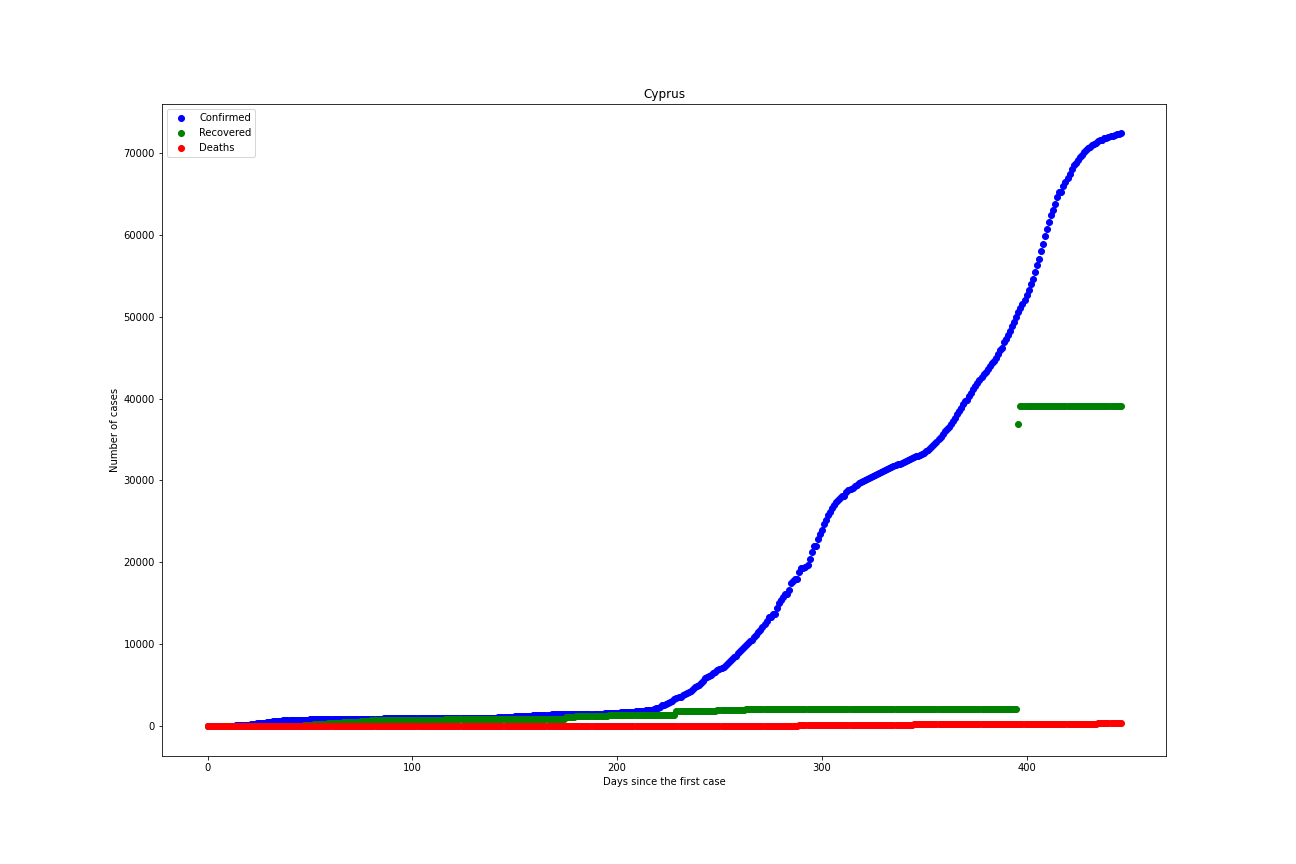 Cyprus
Confirmed
Recovered
Deaths
70000
60000
50000
40000
30000
20000
10000
0
Number of cases
0 100 200 300 400
Days since the first case